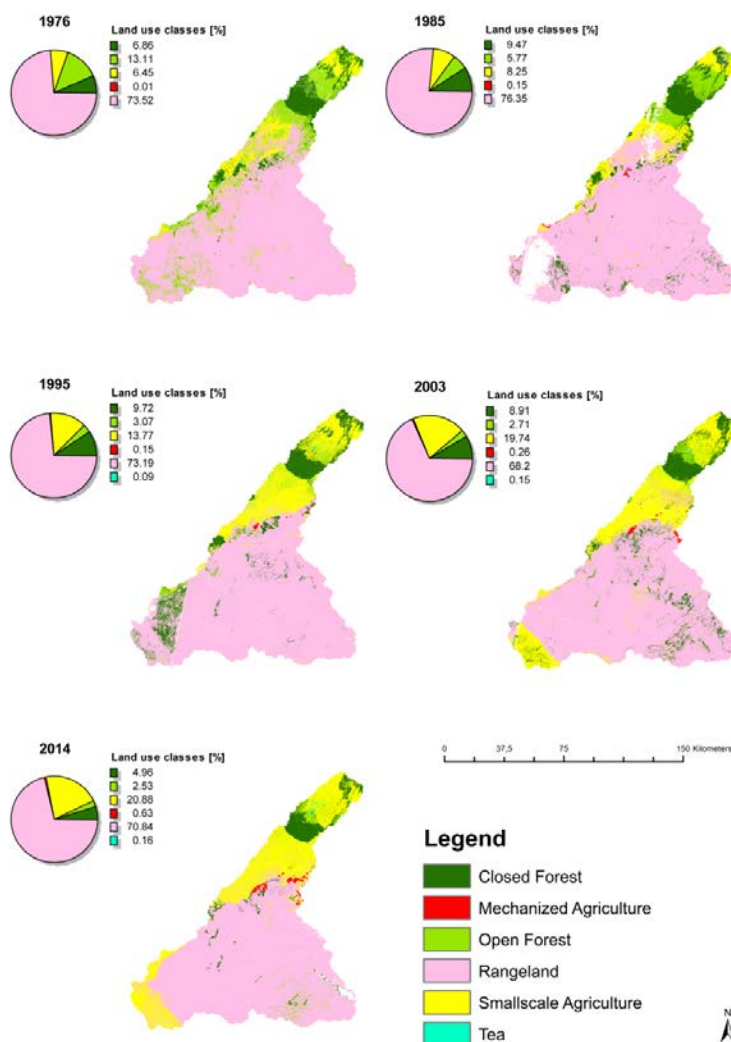 1976
Land use classes [%]
6.86
13.11
6.45
0.01
73.52
1985
Land use classes [%]
9.47
5.77
8.25
0.15
76.35
1995
Land use classes [%]
9.72
3.07
13.77
0.15
73.19
0.09
2003
Land use classes [%]
8.91
2.71
19.74
0.26
68.2
0.15
2014
Land use classes [%]
4.96
2.53
20.88
0.63
70.84
0.16
0 37,5 75 150 Kilometers
Legend
Closed Forest
Mechanized Agriculture
Open Forest
Rangeland
Smallscale Agriculture
Tea
N